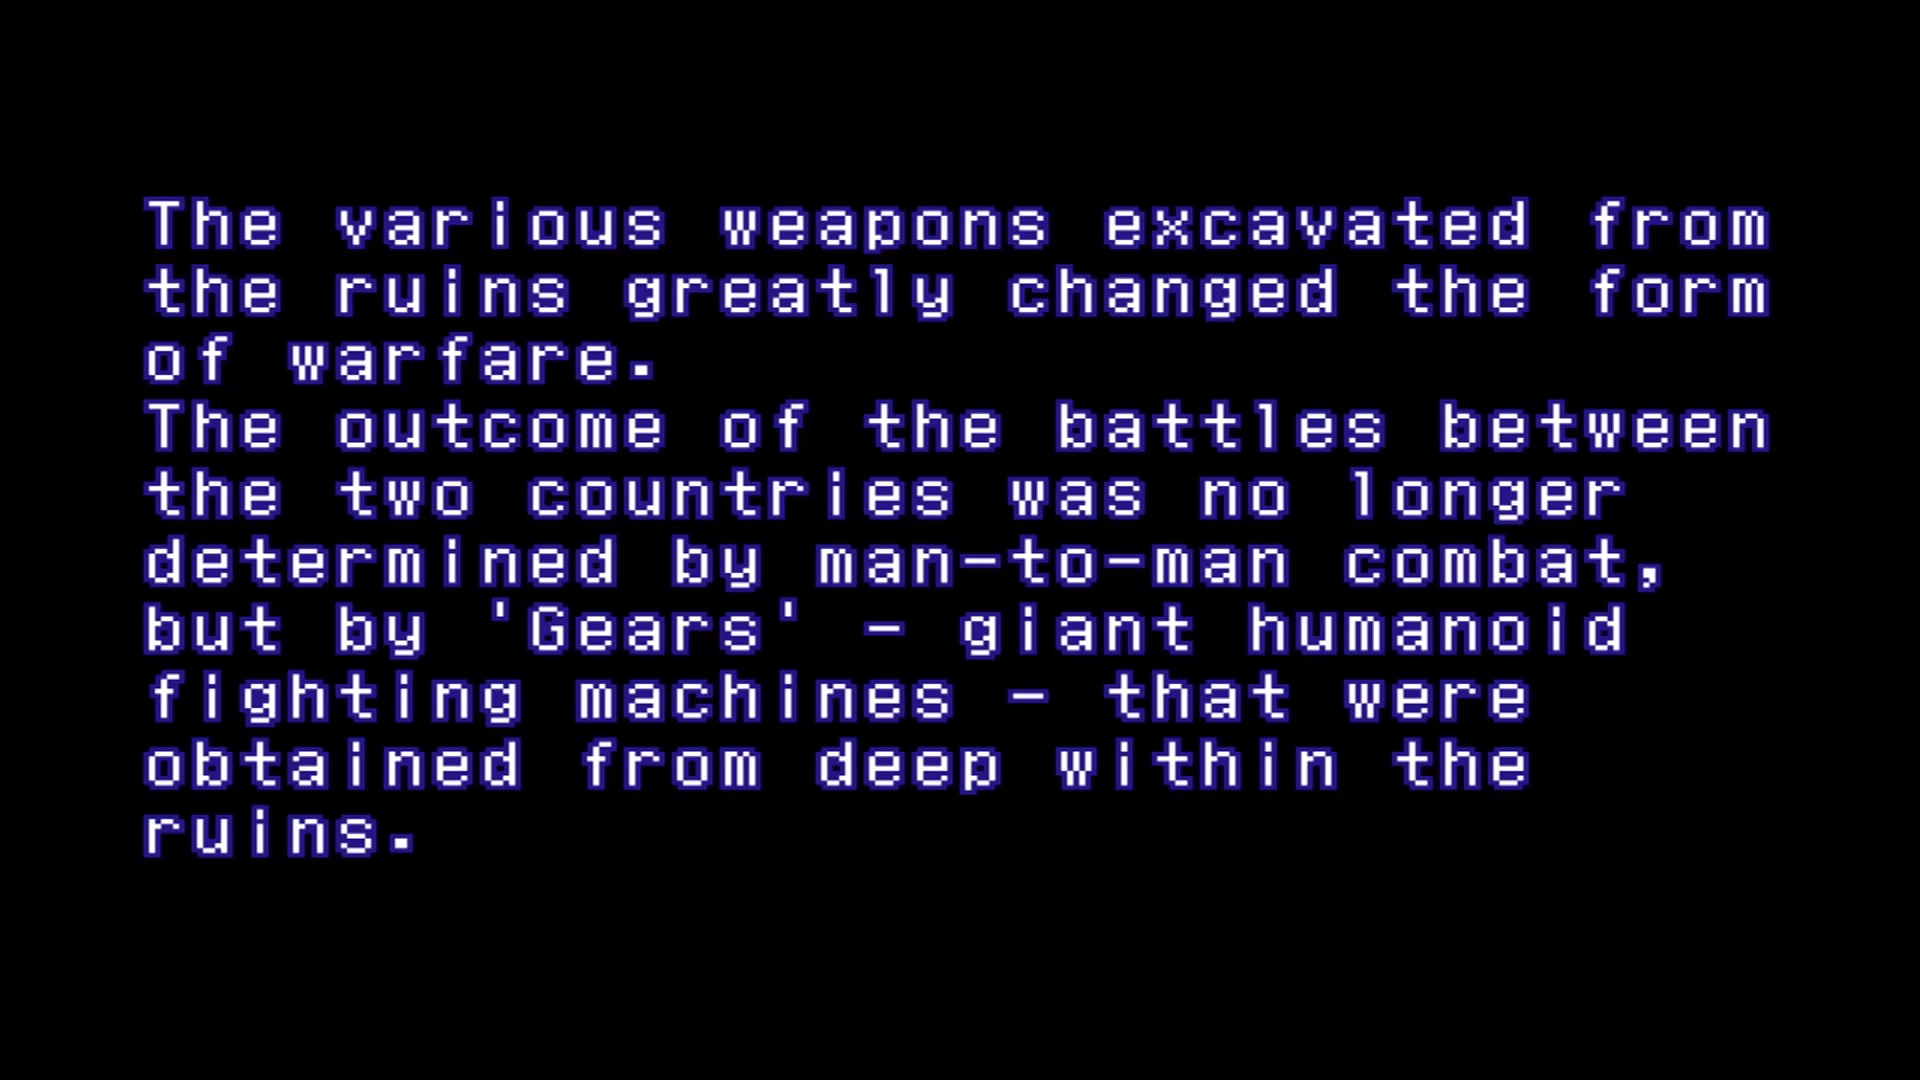 The various weapons excavated from
the ruins greatly changed the form
of warfare.
The outcome of the battles between
the two countries was no longer
determined by man-to-man combat,
but by 'Gears' - giant humanoid
fighting machines - that were
obtained from deep within the
ruins.